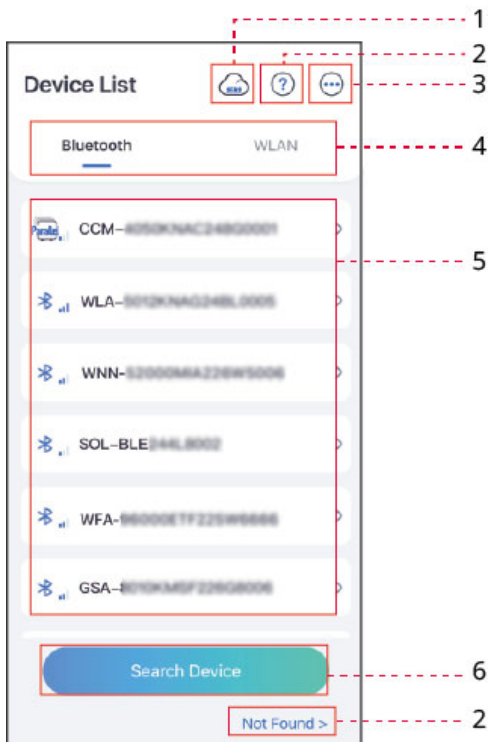 1
2
3
Device List
4
Bluetooth WLAN
Parallel CCM-
5
WLA-
WNN-
SOL-BLE
WFA-
GSA-
Search Device
6
Not Found >
2